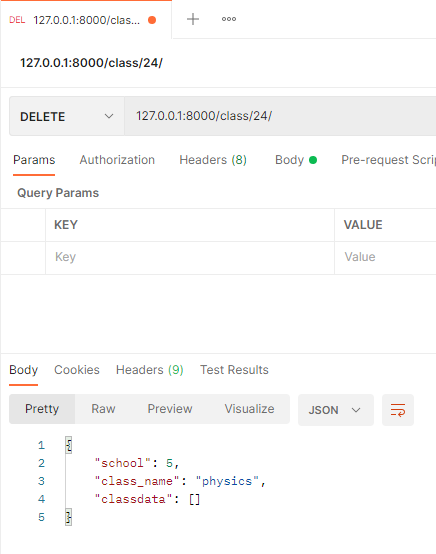 DEL 127.0.0.1:8000/clas...
127.0.0.1:8000/class/24/
DELETE 127.0.0.1:8000/class/24/
Params Authorization Headers (8) Body Pre-request Scri
Query Params
KEY VALUE
Key Value
Body Cookies Headers (9) Test Results
Pretty Raw Preview Visualize JSON
1 {
2 "school": 5,
3 "class_name": "physics",
4 "classdata": []
5 }